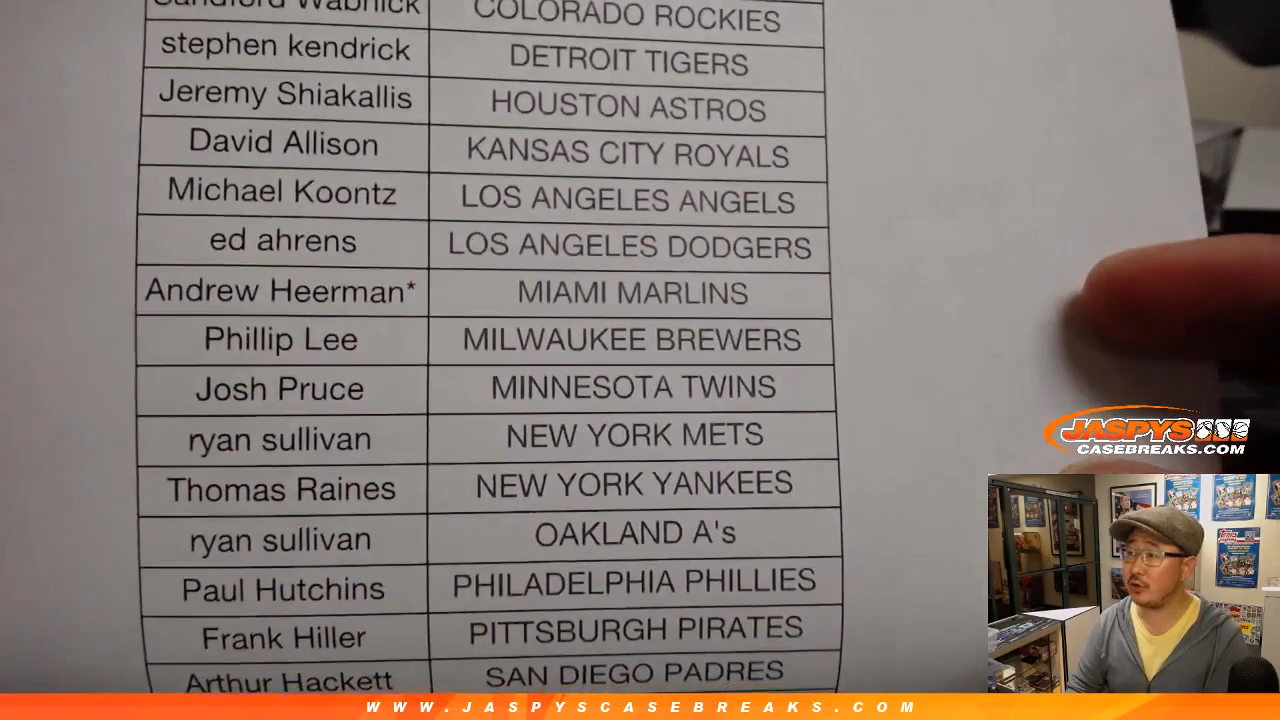 Sandford Wabnick COLORADO ROCKIES
stephen kendrick DETROIT TIGERS
Jeremy Shiakallis HOUSTON ASTROS
David Allison KANSAS CITY ROYALS
Michael Koontz LOS ANGELES ANGELS
ed ahrens LOS ANGELES DODGERS
Andrew Heerman* MIAMI MARLINS
Phillip Lee MILWAUKEE BREWERS
Josh Pruce MINNESOTA TWINS
ryan sullivan NEW YORK METS
Thomas Raines NEW YORK YANKEES
ryan sullivan OAKLAND A's
Paul Hutchins PHILADELPHIA PHILLIES
Frank Hiller PITTSBURGH PIRATES
Arthur Hackett SAN DIEGO PADRES
JASPYS
CASEBREAKS.COM
WWW.JASPYSCASEBREAKS.COM